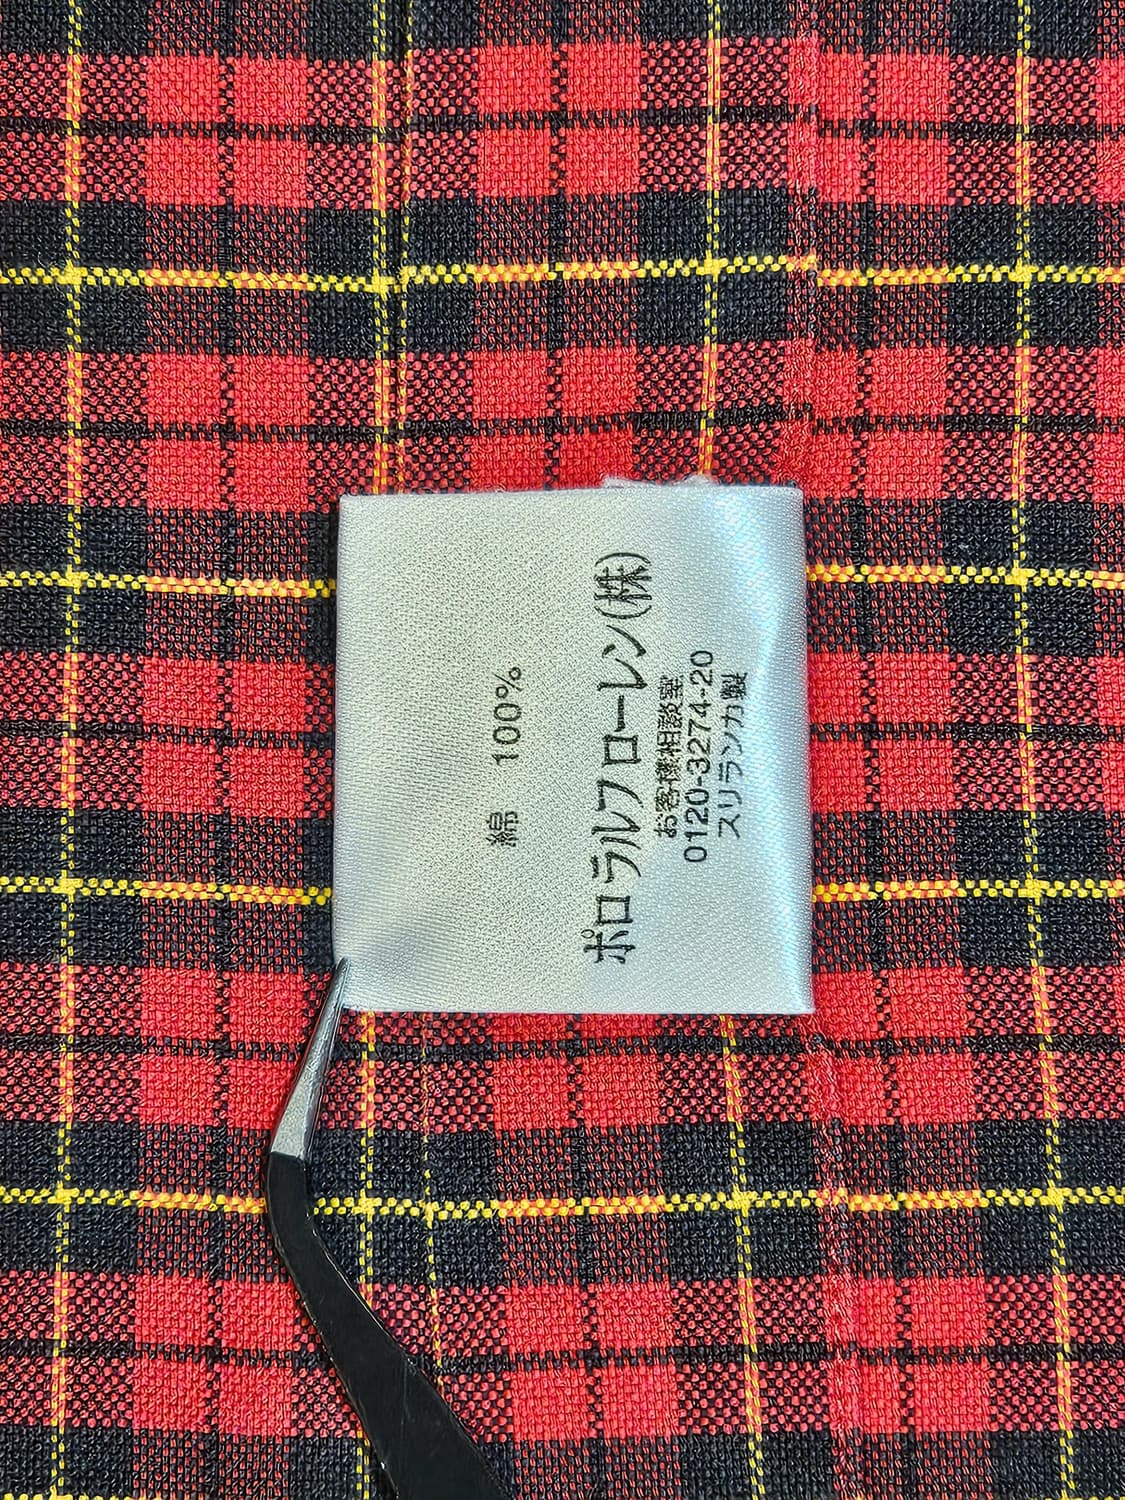 綿 100%
ポロラルフローレン(株)
お客様相談室
0120-3274-20
スリランカ製